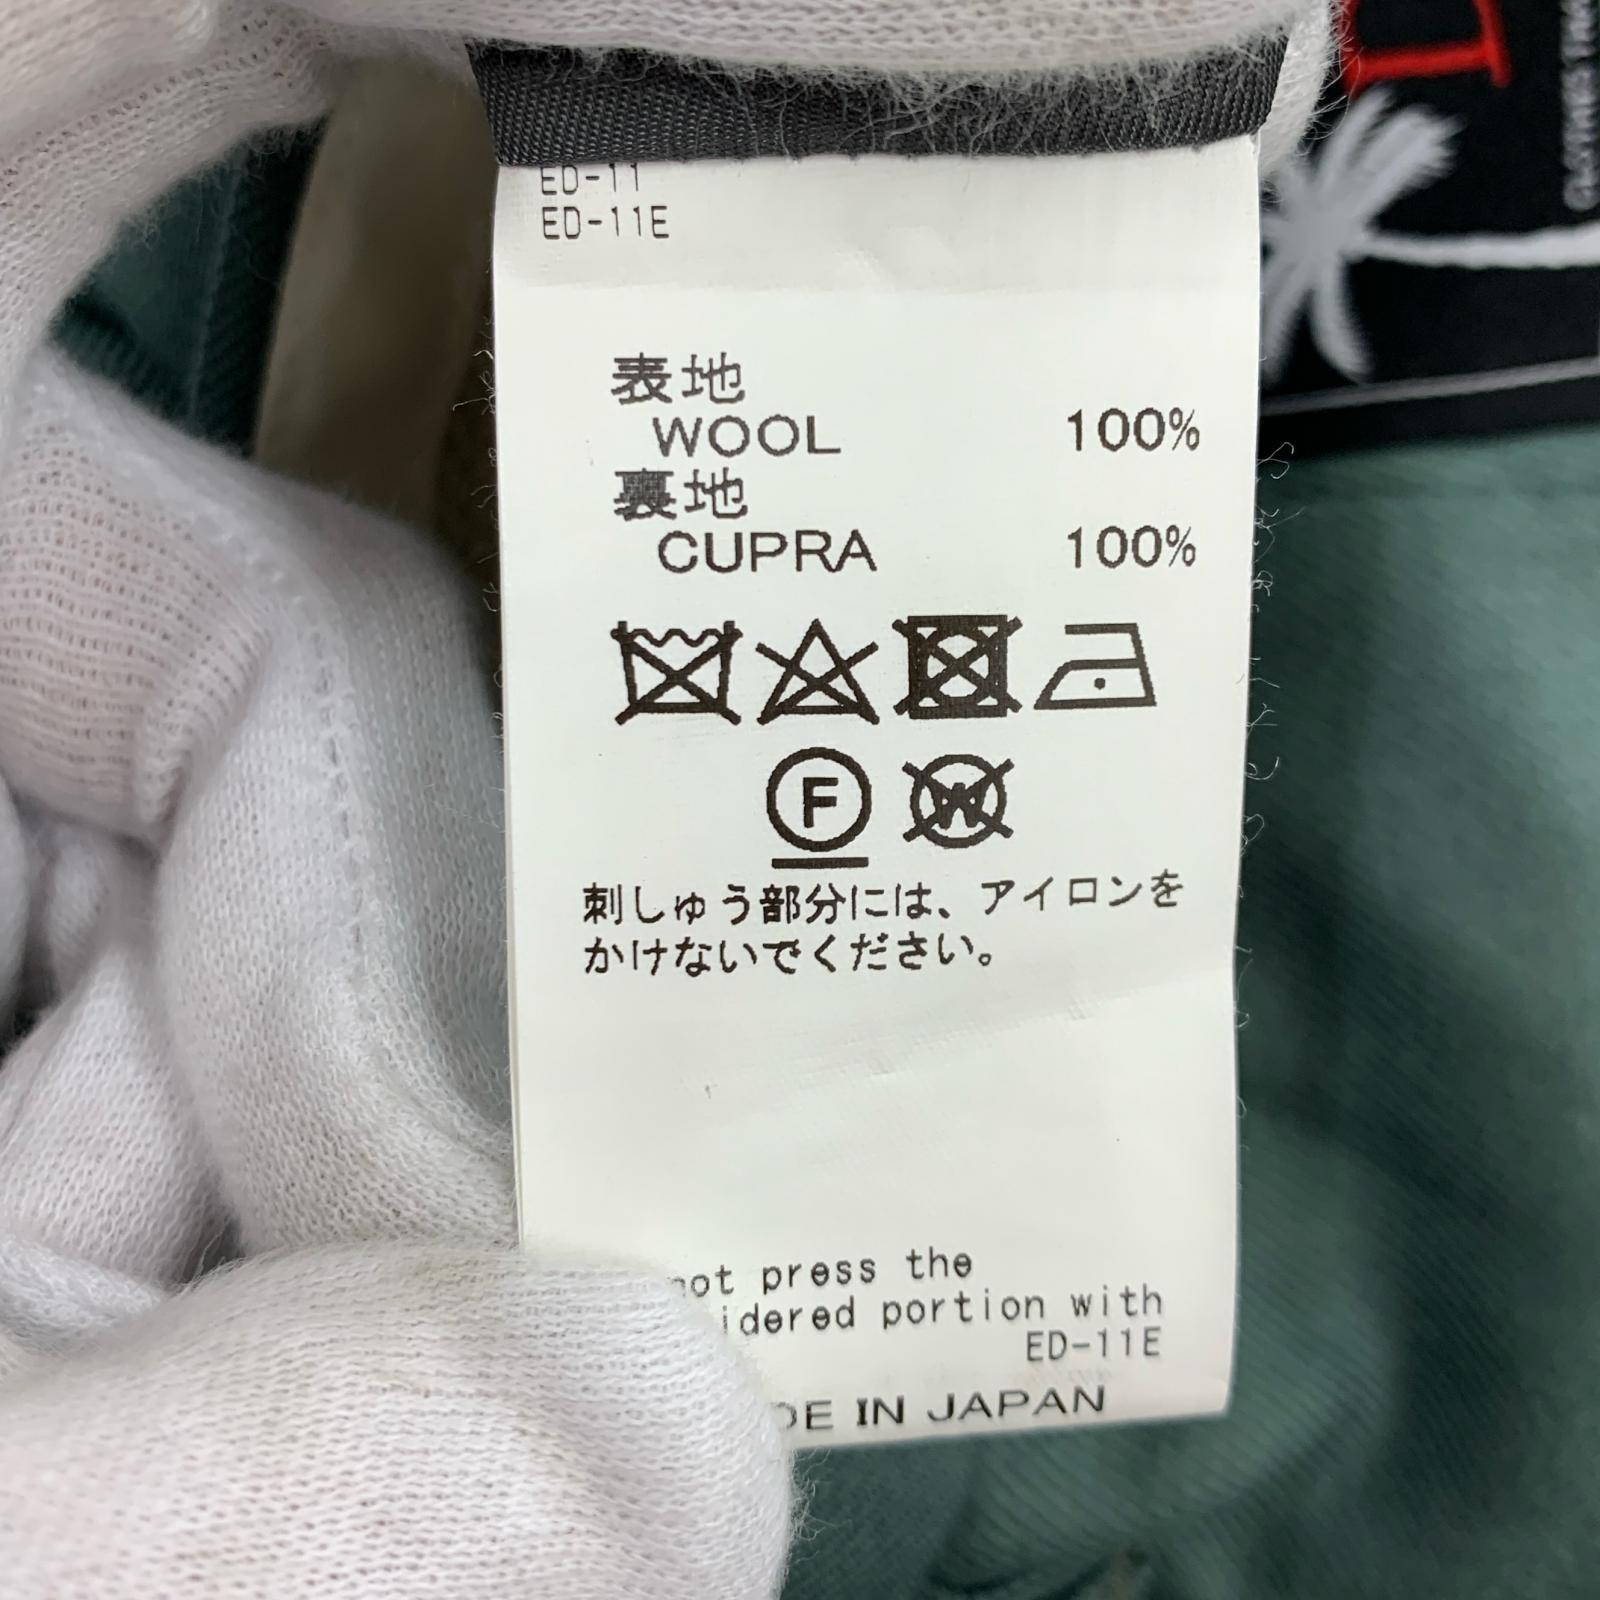 ED-11
ED-11E
表地
WOOL 100%
裏地
CUPRA 100%
F
W
刺しゅう部分には、アイロンを
かけないでください。
not press the
idered portion with
ED-11E
DE IN JAPAN